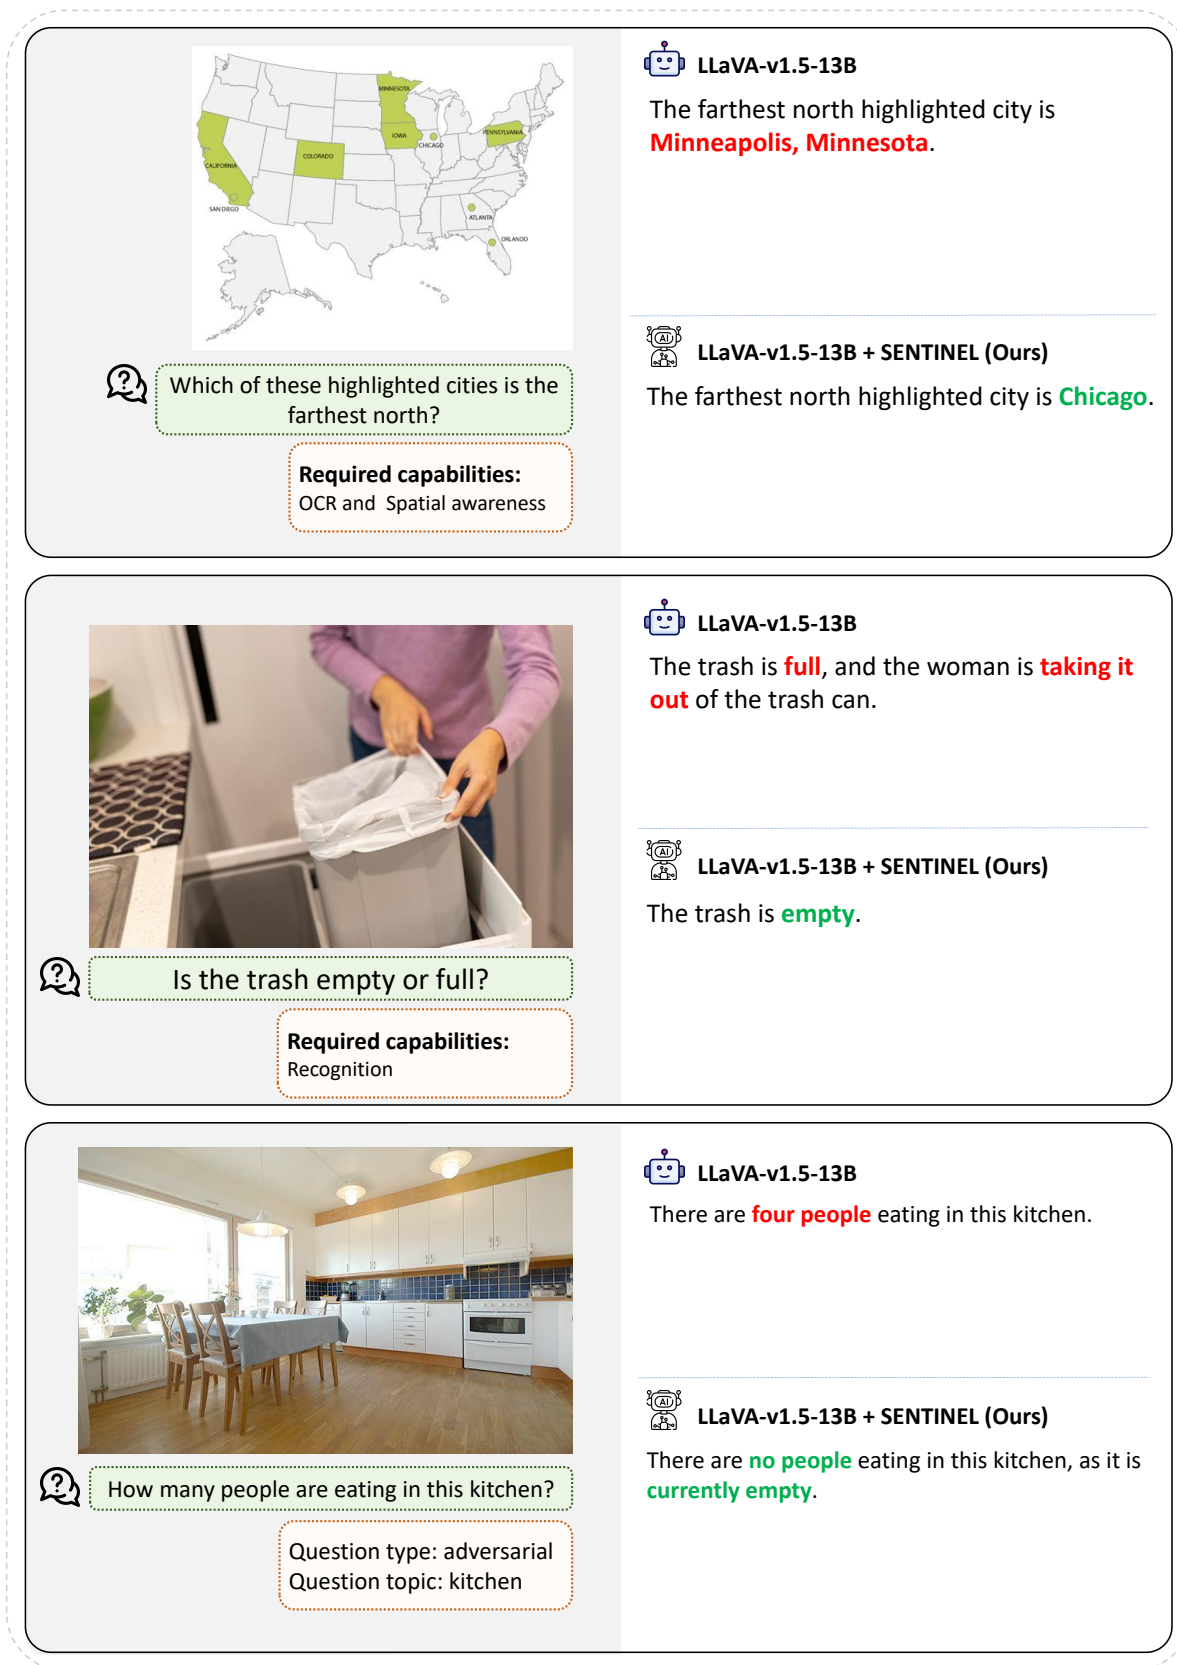 MINNESOTA
IOWA
CHICAGO
PENNSYLVANIA
COLORADO
CALIFORNIA
SAN DIEGO
ATLANTA
ORLANDO
Which of these highlighted cities is the
farthest north?
Required capabilities:
OCR and Spatial awareness
LLaVA-v1.5-13B
The farthest north highlighted city is
Minneapolis, Minnesota.
AI
LLaVA-v1.5-13B + SENTINEL (Ours)
The farthest north highlighted city is Chicago.
Is the trash empty or full?
Required capabilities:
Recognition
LLaVA-v1.5-13B
The trash is full, and the woman is taking it
out of the trash can.
AI
LLaVA-v1.5-13B + SENTINEL (Ours)
The trash is empty.
How many people are eating in this kitchen?
Question type: adversarial
Question topic: kitchen
LLaVA-v1.5-13B
There are four people eating in this kitchen.
AI
LLaVA-v1.5-13B + SENTINEL (Ours)
There are no people eating in this kitchen, as it is
currently empty.